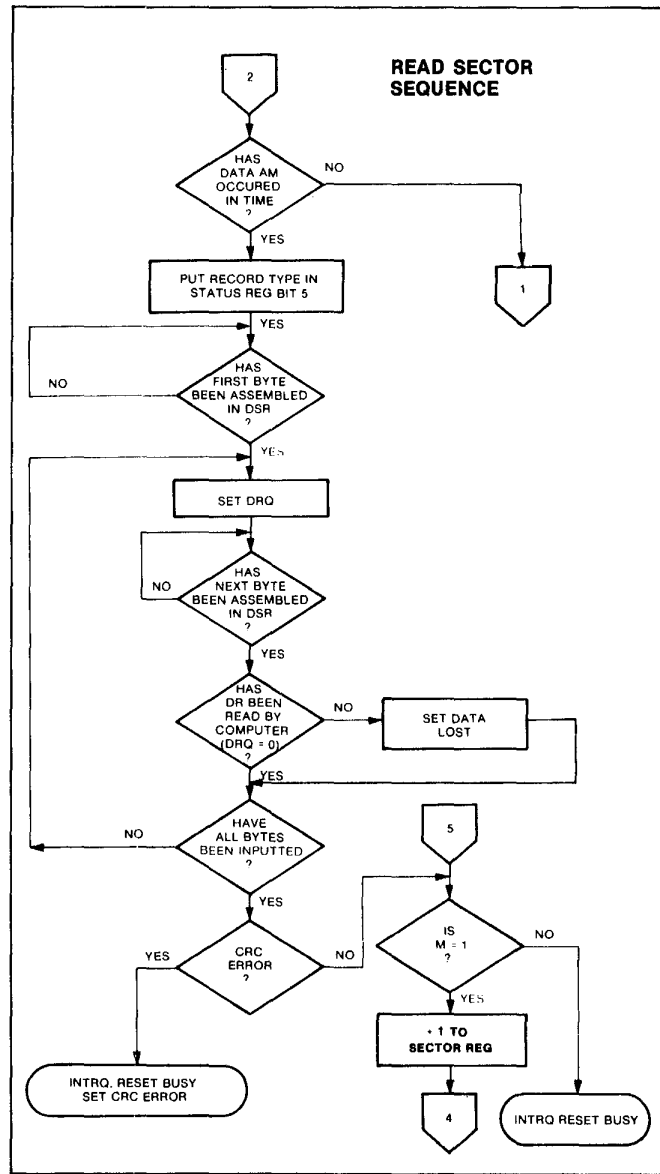 READ SECTOR
SEQUENCE
2
HAS
DATA AM
OCCURED
IN TIME
?
NO
YES
PUT RECORD TYPE IN
STATUS REG BIT 5
1
YES
HAS
FIRST BYTE
BEEN ASSEMBLED
IN DSR
?
NO
YES
SET DRQ
HAS
NEXT BYTE
BEEN ASSEMBLED
IN DSR
?
NO
YES
HAS
DR BEEN
READ BY
COMPUTER
(DRQ = 0)
?
NO
SET DATA
LOST
YES
HAVE
ALL BYTES
BEEN INPUTTED
?
NO
5
YES
CRC
ERROR
?
YES
NO
IS
M = 1
?
NO
YES
+ 1 TO
SECTOR REG
INTRQ. RESET BUSY
SET CRC ERROR
4
INTRQ RESET BUSY